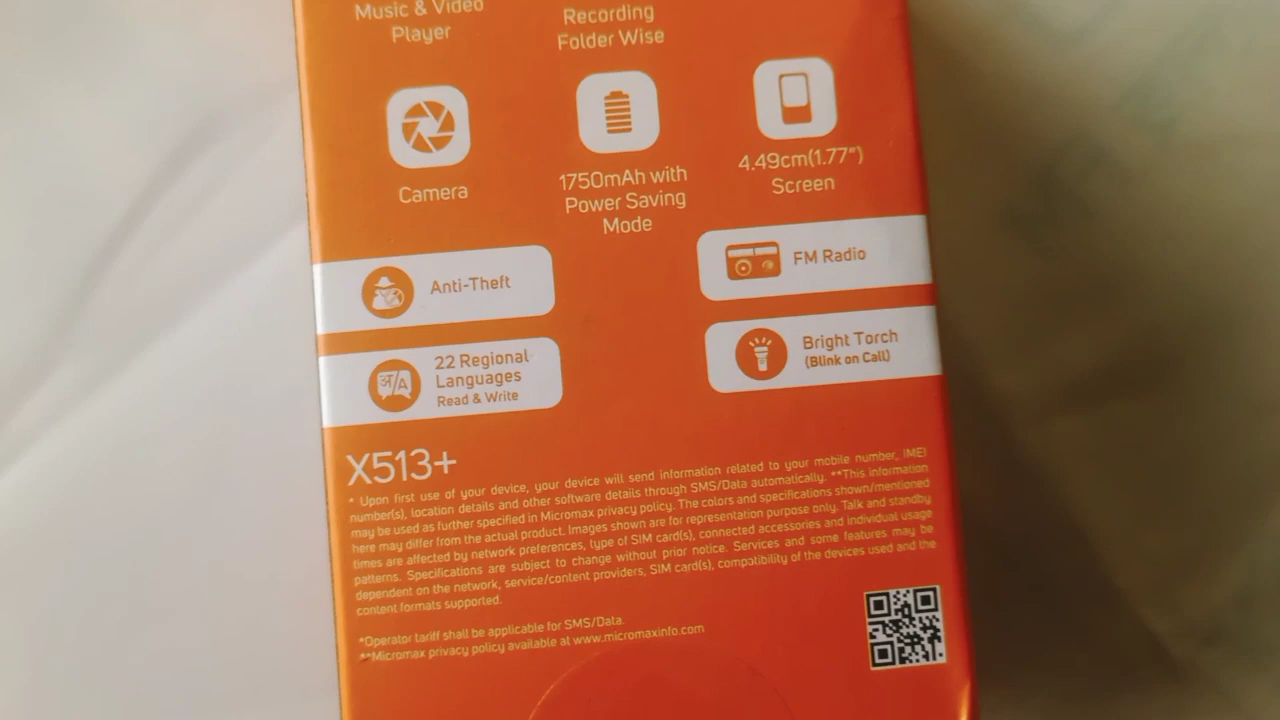 Music & Video
Player
Recording
Folder Wise
Camera
1750mAh with
Power Saving
Mode
4.49cm(1.77")
Screen
Anti-Theft
FM Radio
22 Regional
Languages
Read & Write
Bright Torch
(Blink on Call)
X513+
* Upon first use of your device, your device will send information related to your mobile number, IMEI
number(s), location details and other software details through SMS/Data automatically. **This information
may be used as further specified in Micromax privacy policy. The colors and specifications shown/mentioned
here may differ from the actual product. Images shown are for representation purpose only. Talk and standby
times are affected by network preferences, type of SIM card(s), connected accessories and individual usage
patterns. Specifications are subject to change without prior notice. Services and some features may be
dependent on the network, service/content providers, SIM card(s), compatibility of the devices used and the
content formats supported.
*Operator tariff shall be applicable for SMS/Data.
**Micromax privacy policy available at www.micromaxinfo.com